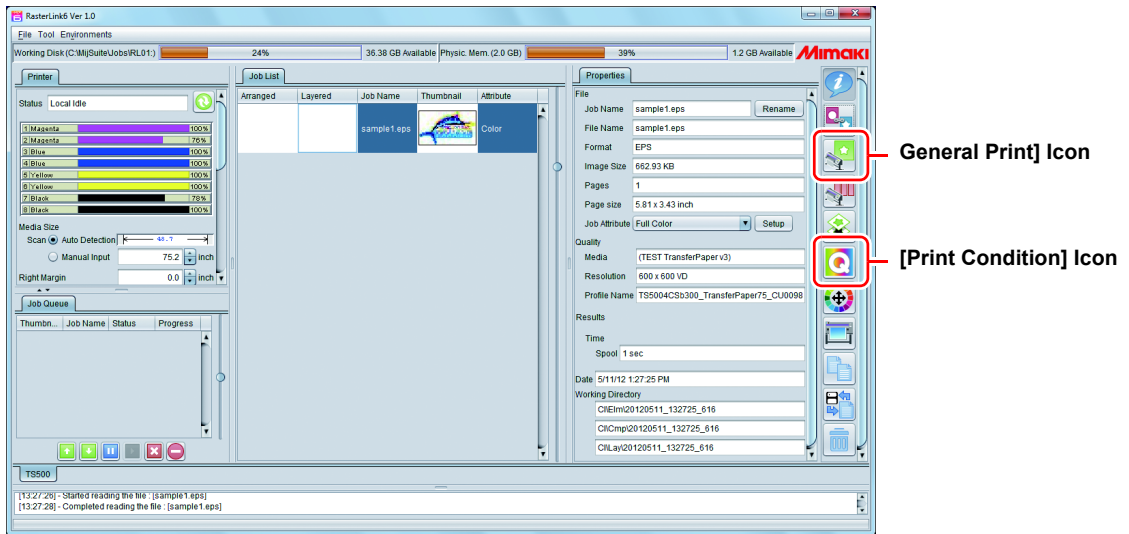 RasterLink6 Ver 1.0
File Tool Environments
Working Disk (C:\MijSuite\Jobs\RL01:) 24% 36.38 GB Available Physic. Mem. (2.0 GB) 39% 1.2 GB Available Mimaki
Printer
Status Local Idle
1 Magenta 100%
2 Magenta 75%
3 Blue 100%
4 Blue 100%
5 Yellow 100%
6 Yellow 100%
7 Black 78%
8 Black 100%
Media Size
Scan Auto Detection 48.7
Manual Input 75.2 inch
Right Margin 0.0 inch
Job Queue
Thumbn... Job Name Status Progress
Job List
Arranged Layered Job Name Thumbnail Attribute
sample1.eps Color
Properties
File
Job Name sample1.eps Rename
File Name sample1.eps
Format EPS
Image Size 662.93 KB
Pages 1
Page size 5.81 x 3.43 inch
Job Attribute Full Color Setup
Quality
Media (TEST TransferPaper v3)
Resolution 600 x 600 VD
Profile Name TS5004CSb300_TransferPaper75_CU0098
Results
Time
Spool 1 sec
Date 5/11/12 1:27:25 PM
Working Directory
CI\Elm\20120511_132725_616
CI\Cmp\20120511_132725_616
CI\Lay\20120511_132725_616
General Print] Icon
[Print Condition] Icon
TS500
[13:27:26] - Started reading the file : [sample1.eps]
[13:27:28] - Completed reading the file : [sample1.eps]